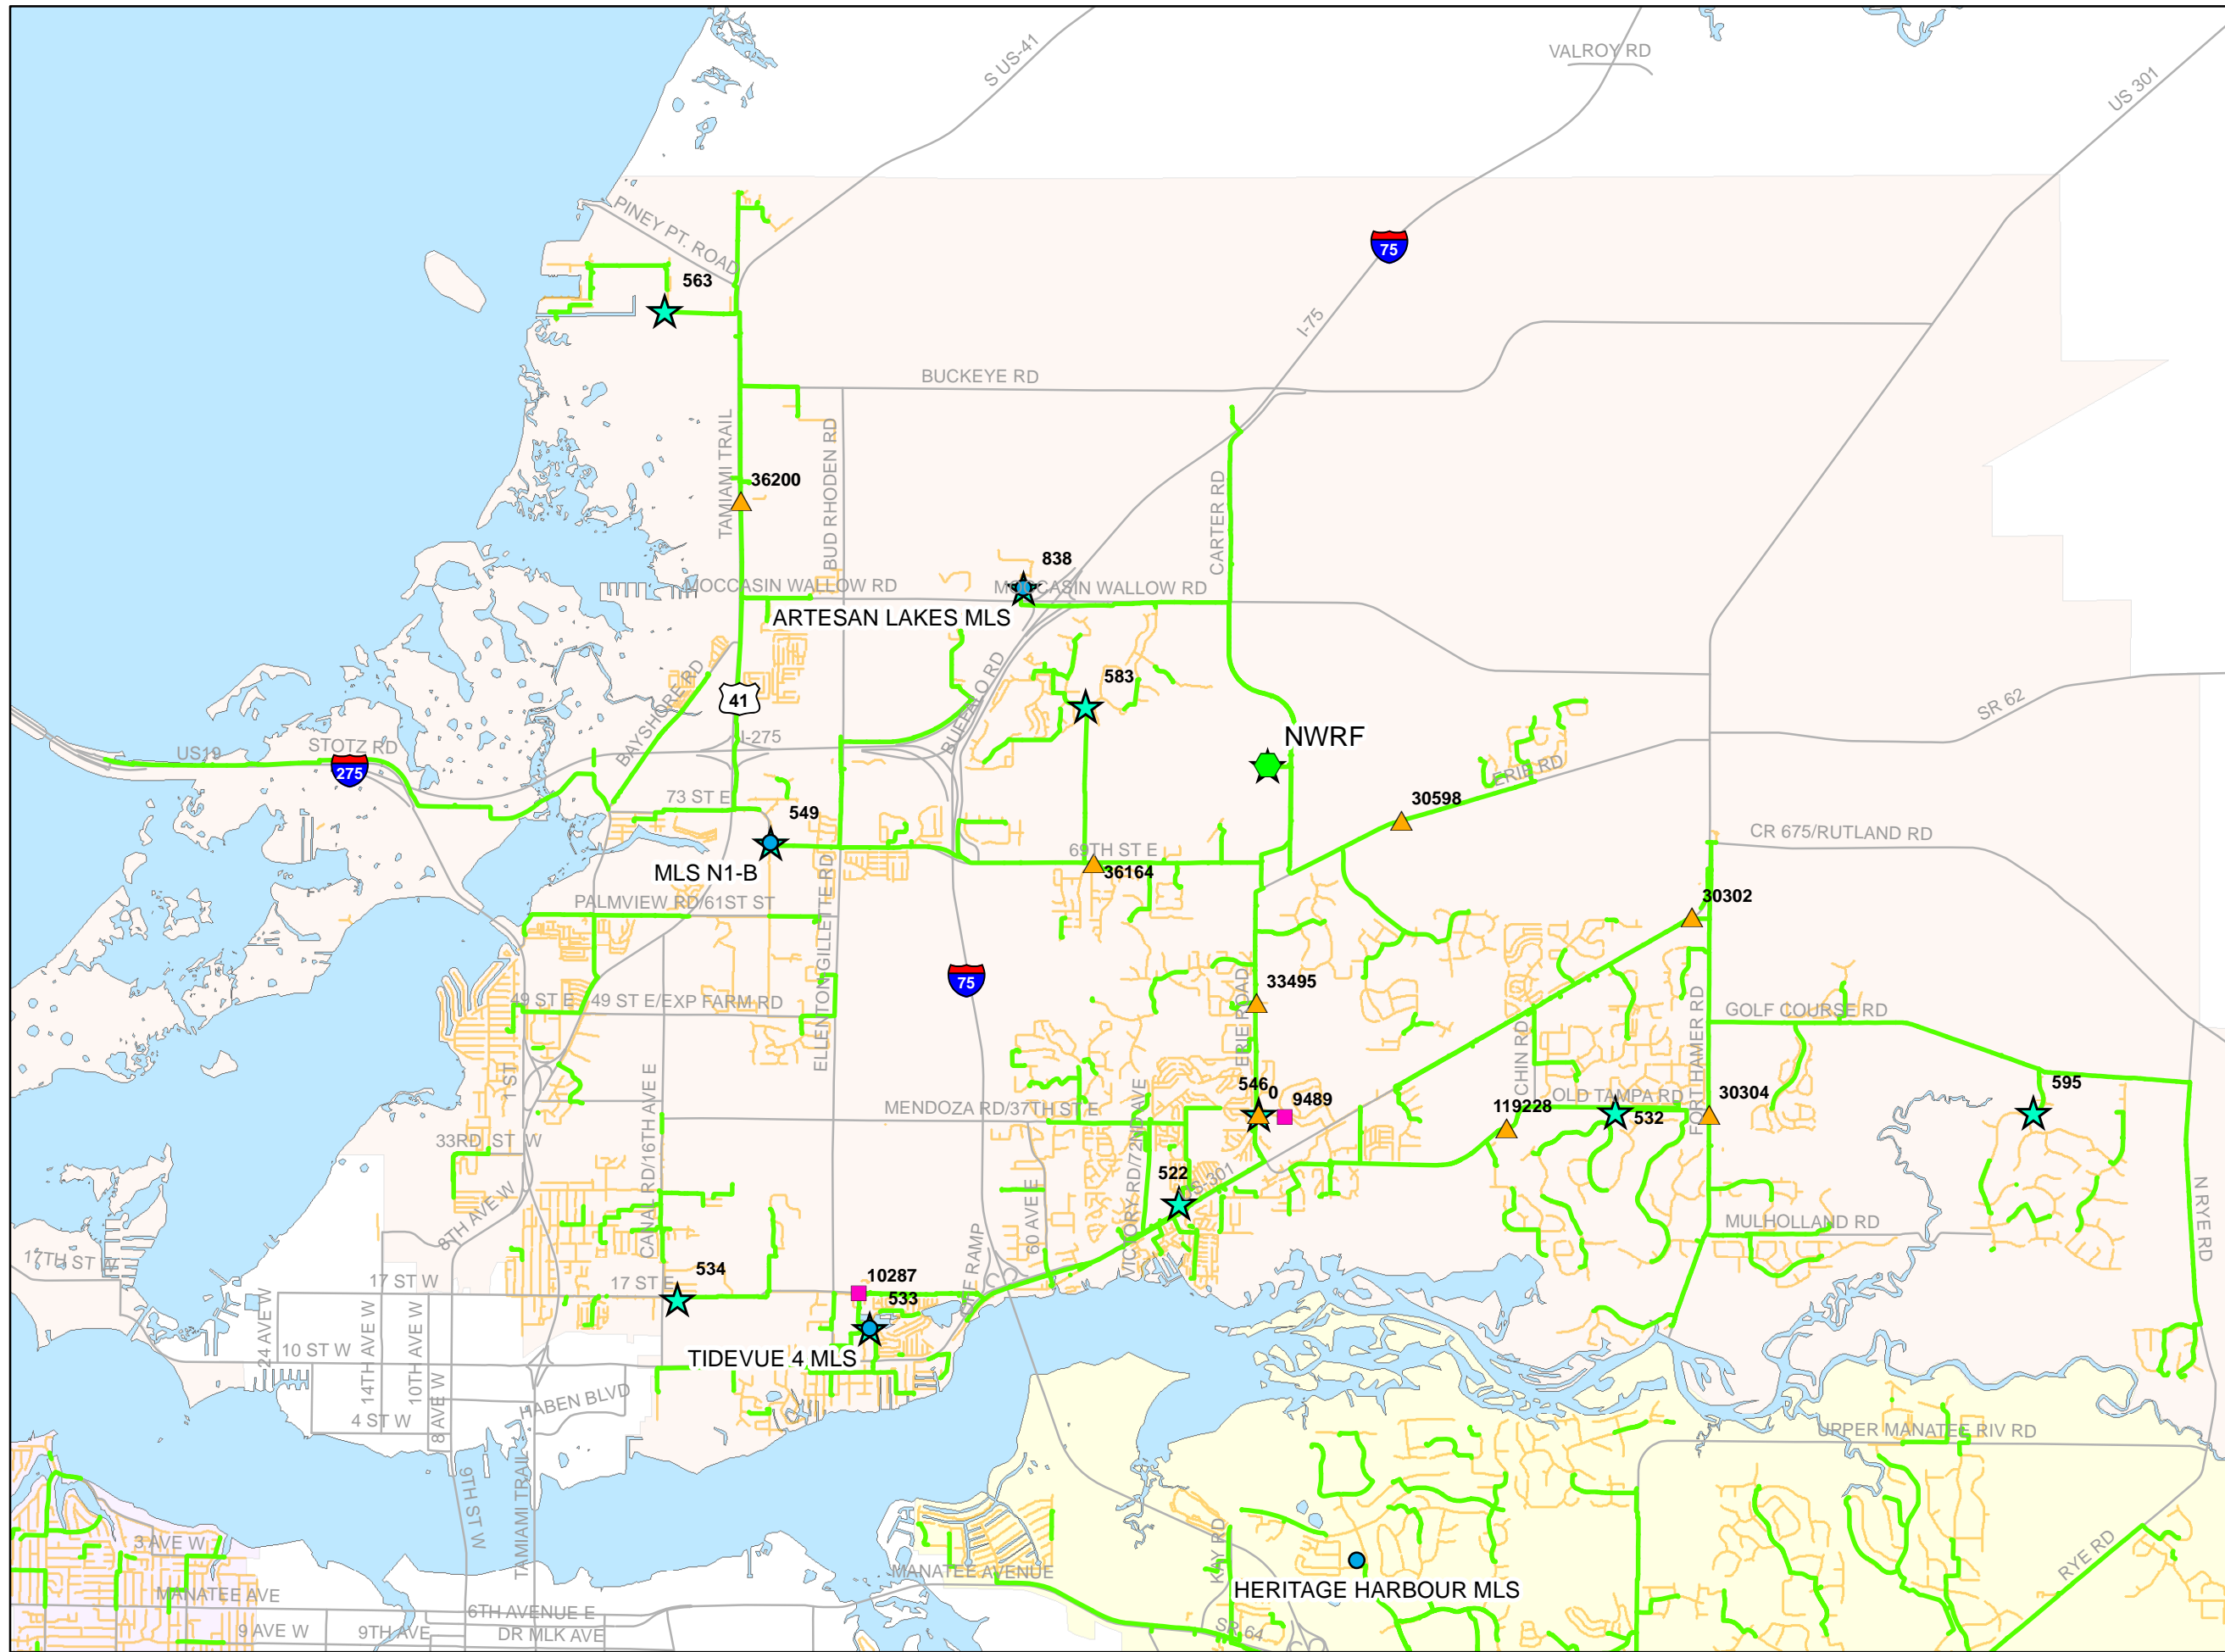 S US-41
VALROY RD
US 301
PINEY PT. ROAD
75
563
I-75
BUCKEYE RD
TAMIAMI TRAIL
BUD RHODEN RD
36200
CARTER RD
838
MOCCASIN WALLOW RD
MOCCASIN WALLOW RD
ARTESAN LAKES MLS
BAYSHORE RD
41
BUFFALO RD
583
SR 62
NWRF
US19
STOTZ RD
275
I-275
ERIE RD
73 ST E
549
30598
CR 675/RUTLAND RD
69TH ST E
MLS N1-B
36164
ELLENTON GILLETTE RD
PALMVIEW RD/61ST ST
30302
75
49 ST E
49 ST E/EXP FARM RD
33495
ERIE ROAD
FORT HAMER RD
GOLF COURSE RD
CHIN RD
1 ST
CANAL RD/16TH AVE E
546
0
9489
MENDOZA RD/37TH ST E
119228
OLD TAMPA RD
532
30304
595
33RD ST W
VICTORY RD/72ND AVE
522
US-301
8TH AVE W
60 AVE E
MULHOLLAND RD
N RYE RD
17TH ST W
17 ST W
17 ST E
534
10287
533
OFF RAMP
24 AVE W
10 ST W
14TH AVE W
10TH AVE W
8 AVE W
TIDEVUE 4 MLS
HABEN BLVD
4 ST W
UPPER MANATEE RIV RD
9TH ST W
TAMIAMI TRAIL
3 AVE W
MANATEE AVENUE
KAY RD
RYE RD
HERITAGE HARBOUR MLS
MANATEE AVE
6TH AVENUE E
9 AVE W
9TH AVE
DR MLK AVE
SR 64